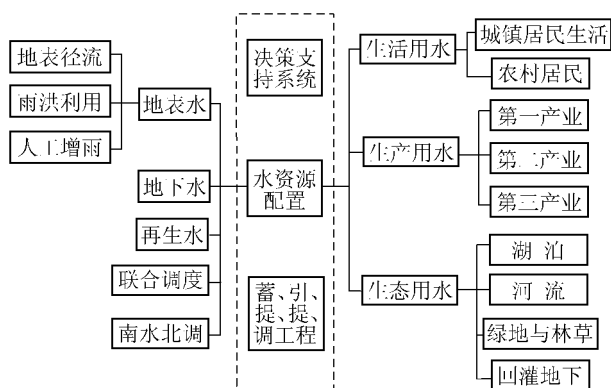 地表径流
雨洪利用
人工增雨
地表水
地下水
再生水
联合调度
南水北调
决策支
持系统
水资源
配置
蓄、引、
提、提、
调工程
生活用水
生产用水
生态用水
城镇居民生活
农村居民
第一产业
第二产业
第三产业
湖泊
河流
绿地与林草
回灌地下